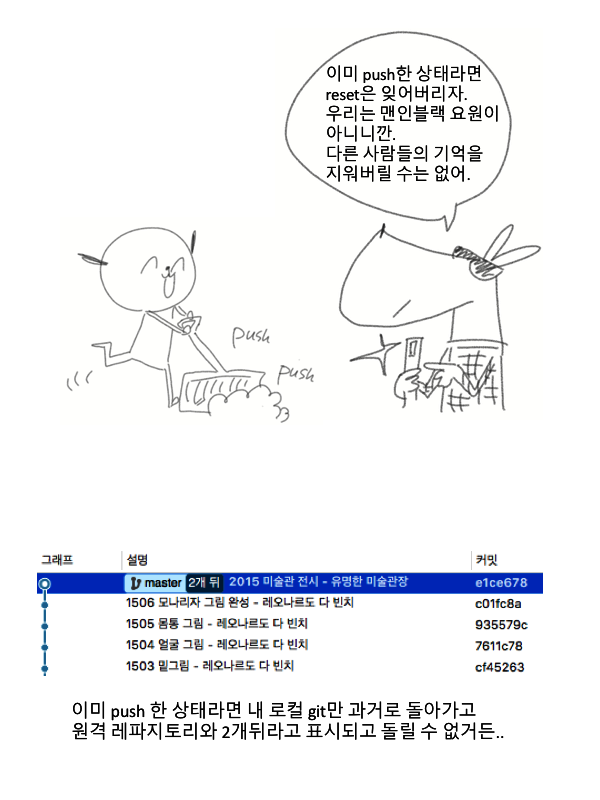 이미 push한 상태라면
reset은 잊어버리자.
우리는 맨인블랙 요원이
아니니깐.
다른 사람들의 기억을
지워버릴 수는 없어.
push
push
그래프 설명 커밋
master 2개 뒤 2015 미술관 전시 - 유명한 미술관장 e1ce678
1506 모나리자 그림 완성 - 레오나르도 다 빈치 c01fc8a
1505 몸통 그림 - 레오나르도 다 빈치 935579c
1504 얼굴 그림 - 레오나르도 다 빈치 7611c78
1503 밑그림 - 레오나르도 다 빈치 cf45263
이미 push 한 상태라면 내 로컬 git만 과거로 돌아가고
원격 레파지토리와 2개뒤라고 표시되고 돌릴 수 없거든..